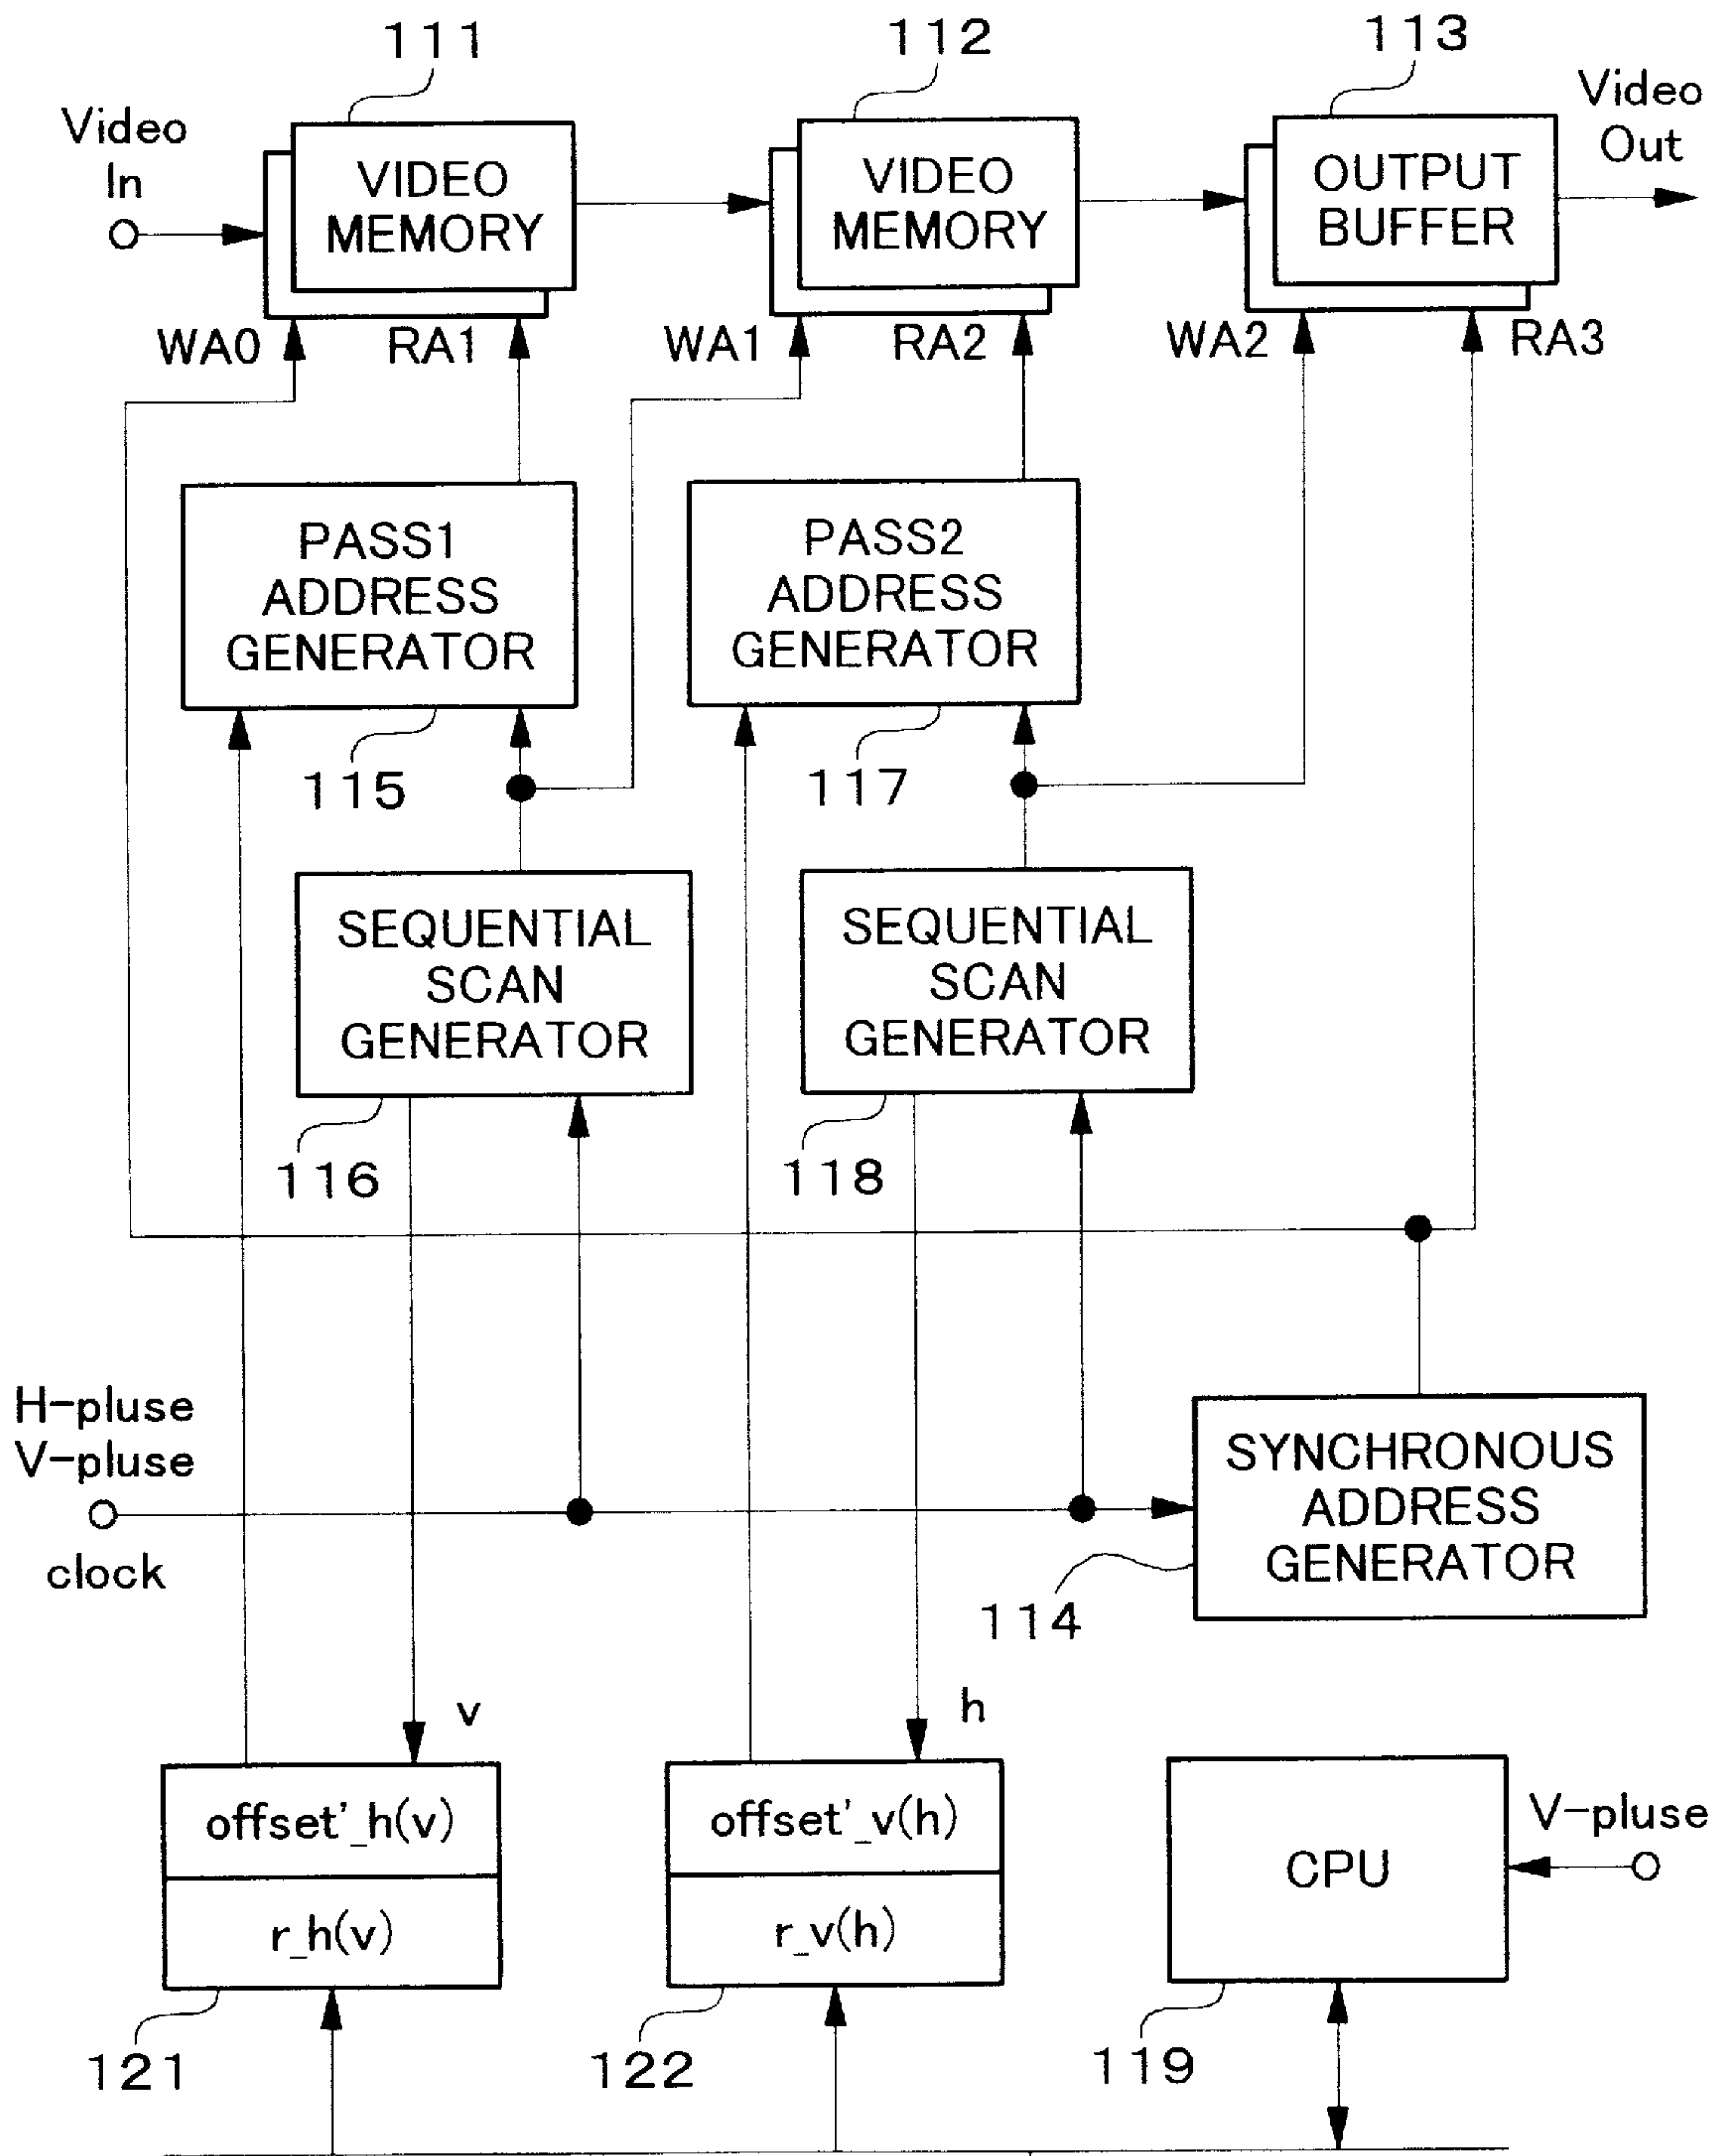 111
112
113
Video
In
VIDEO
MEMORY
VIDEO
MEMORY
OUTPUT
BUFFER
Video
Out
WA0
RA1
WA1
RA2
WA2
RA3
PASS1
ADDRESS
GENERATOR
PASS2
ADDRESS
GENERATOR
115
117
SEQUENTIAL
SCAN
GENERATOR
SEQUENTIAL
SCAN
GENERATOR
116
118
H-pluse
V-pluse
clock
SYNCHRONOUS
ADDRESS
GENERATOR
114
v
h
offset'_h(v)
r_h(v)
offset'_v(h)
r_v(h)
CPU
V-pluse
121
122
119